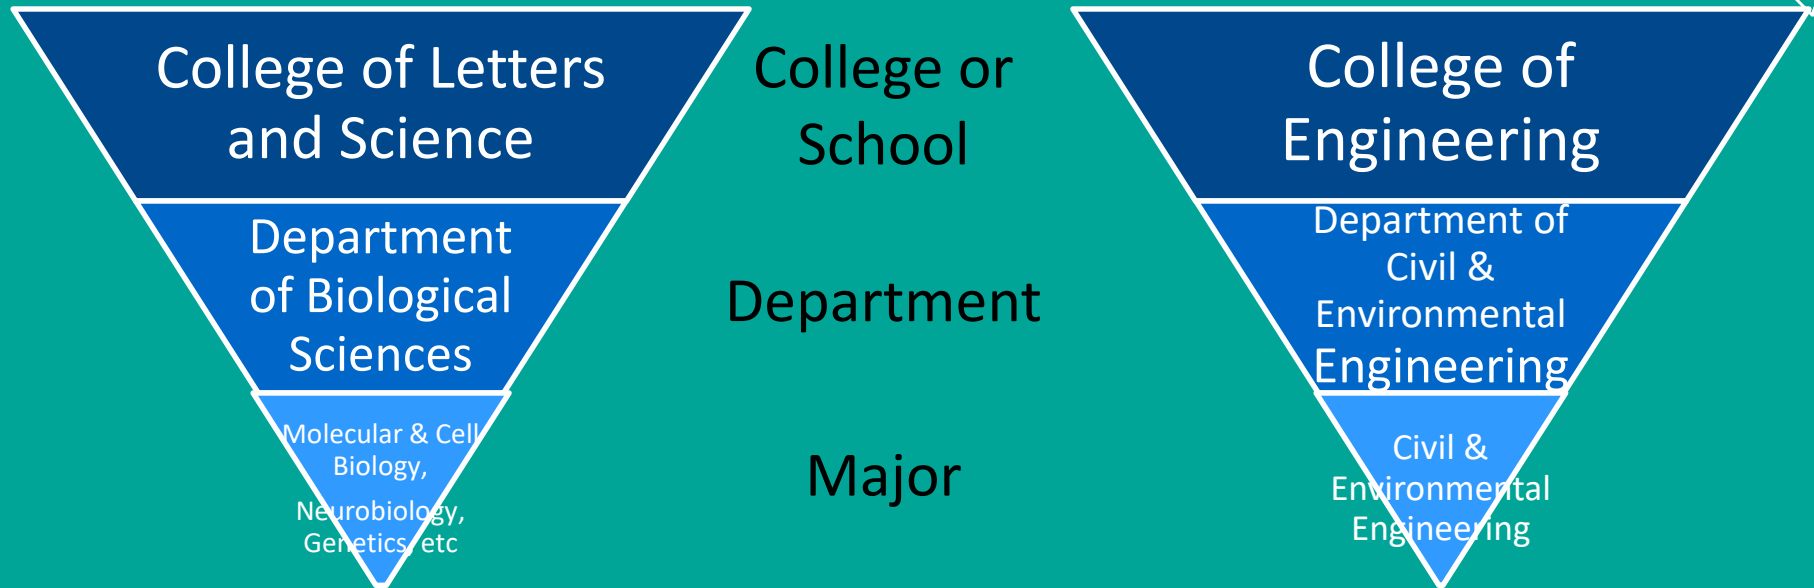 College of Letters
and Science
Department
of Biological
Sciences
Molecular & Cell
Biology,
Neurobiology,
Genetics, etc
College or
School
Department
Major
College of
Engineering
Department of
Civil &
Environmental
Engineering
Civil &
Environmental
Engineering